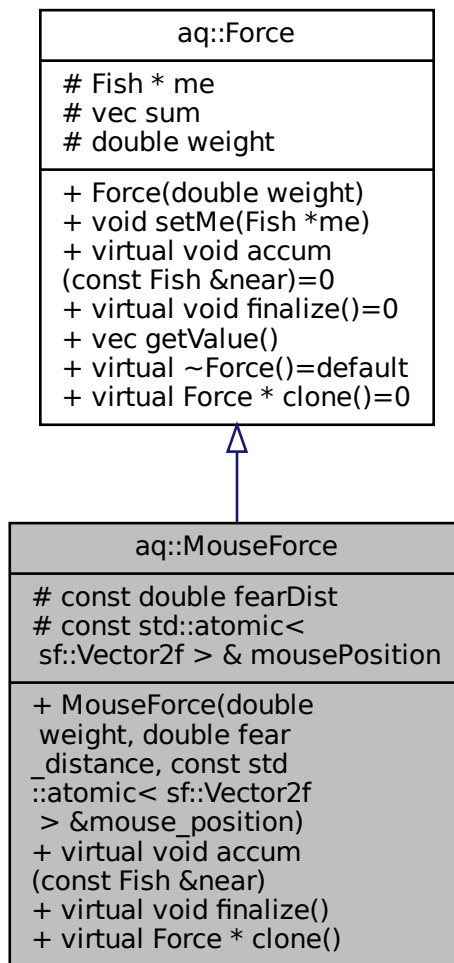 aq::Force
# Fish * me
# vec sum
# double weight
+ Force(double weight)
+ void setMe(Fish *me)
+ virtual void accum
(const Fish &near)=0
+ virtual void finalize()=0
+ vec getValue()
+ virtual ~Force()=default
+ virtual Force * clone()=0
aq::MouseForce
# const double fearDist
# const std::atomic<
sf::Vector2f > & mousePosition
+ MouseForce(double
weight, double fear
_distance, const std
::atomic< sf::Vector2f
> &mouse_position)
+ virtual void accum
(const Fish &near)
+ virtual void finalize()
+ virtual Force * clone()